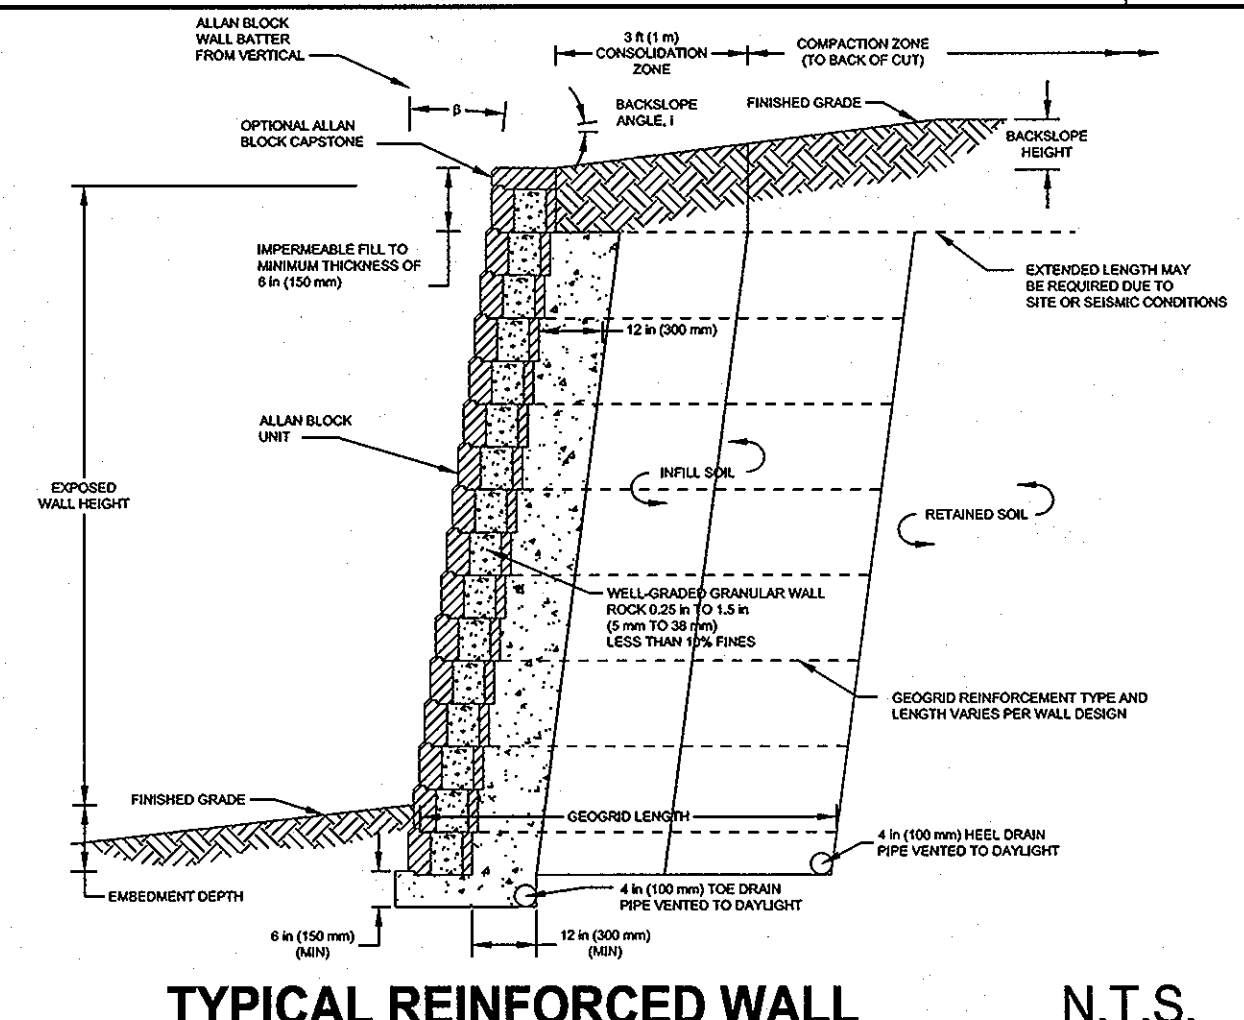 ALLAN BLOCK
WALL BATTER
FROM VERTICAL
3 ft (1 m)
CONSOLIDATION
ZONE
COMPACTION ZONE
(TO BACK OF CUT)
β
BACKSLOPE
ANGLE, i
FINISHED GRADE
OPTIONAL ALLAN
BLOCK CAPSTONE
BACKSLOPE
HEIGHT
IMPERMEABLE FILL TO
MINIMUM THICKNESS OF
6 in (150 mm)
EXTENDED LENGTH MAY
BE REQUIRED DUE TO
SITE OR SEISMIC CONDITIONS
12 in (300 mm)
ALLAN BLOCK
UNIT
INFILL SOIL
EXPOSED
WALL HEIGHT
RETAINED SOIL
WELL-GRADED GRANULAR WALL
ROCK 0.25 in TO 1.5 in
(5 mm TO 38 mm)
LESS THAN 10% FINES
GEOGRID REINFORCEMENT TYPE AND
LENGTH VARIES PER WALL DESIGN
FINISHED GRADE
GEOGRID LENGTH
4 in (100 mm) HEEL DRAIN
PIPE VENTED TO DAYLIGHT
EMBEDMENT DEPTH
4 in (100 mm) TOE DRAIN
PIPE VENTED TO DAYLIGHT
6 in (150 mm)
(MIN)
12 in (300 mm)
(MIN)
TYPICAL REINFORCED WALL
N.T.S.